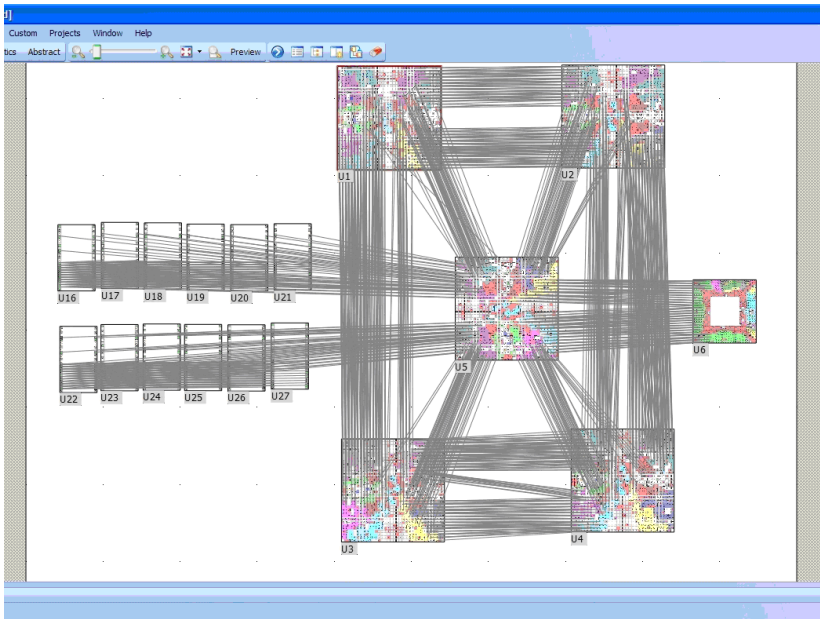 d]
Custom Projects Window Help
tics Abstract Preview
U1 U2
U16 U17 U18 U19 U20 U21
U5 U6
U22 U23 U24 U25 U26 U27
U3 U4